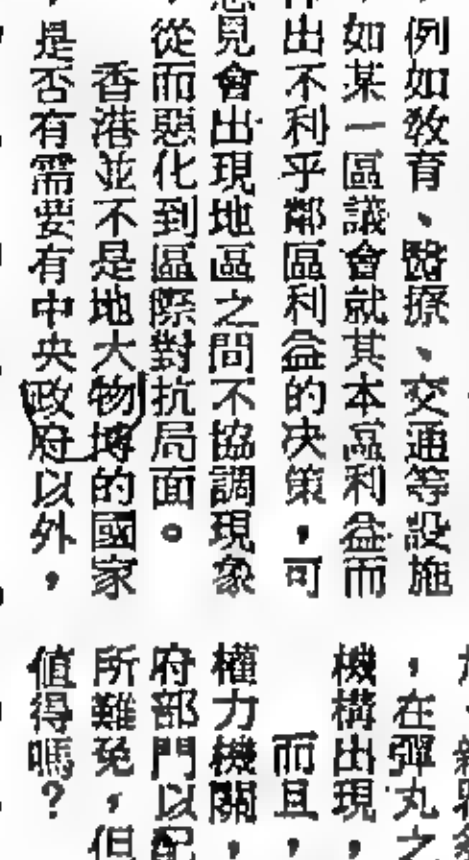 例如教育、醫療、交通等設施
如某一區議會就其本區利益而
出不利乎鄰區利益的决策，可
見會出現地區之間不協調現象
從而惡化到區際對抗局面。
香港並不是地大物博的國家
是否有需要有中央政府以外，
，在彈丸之
機構出現，
而且，
權力機關，
府部門以配
所難免，但
值得嗎？